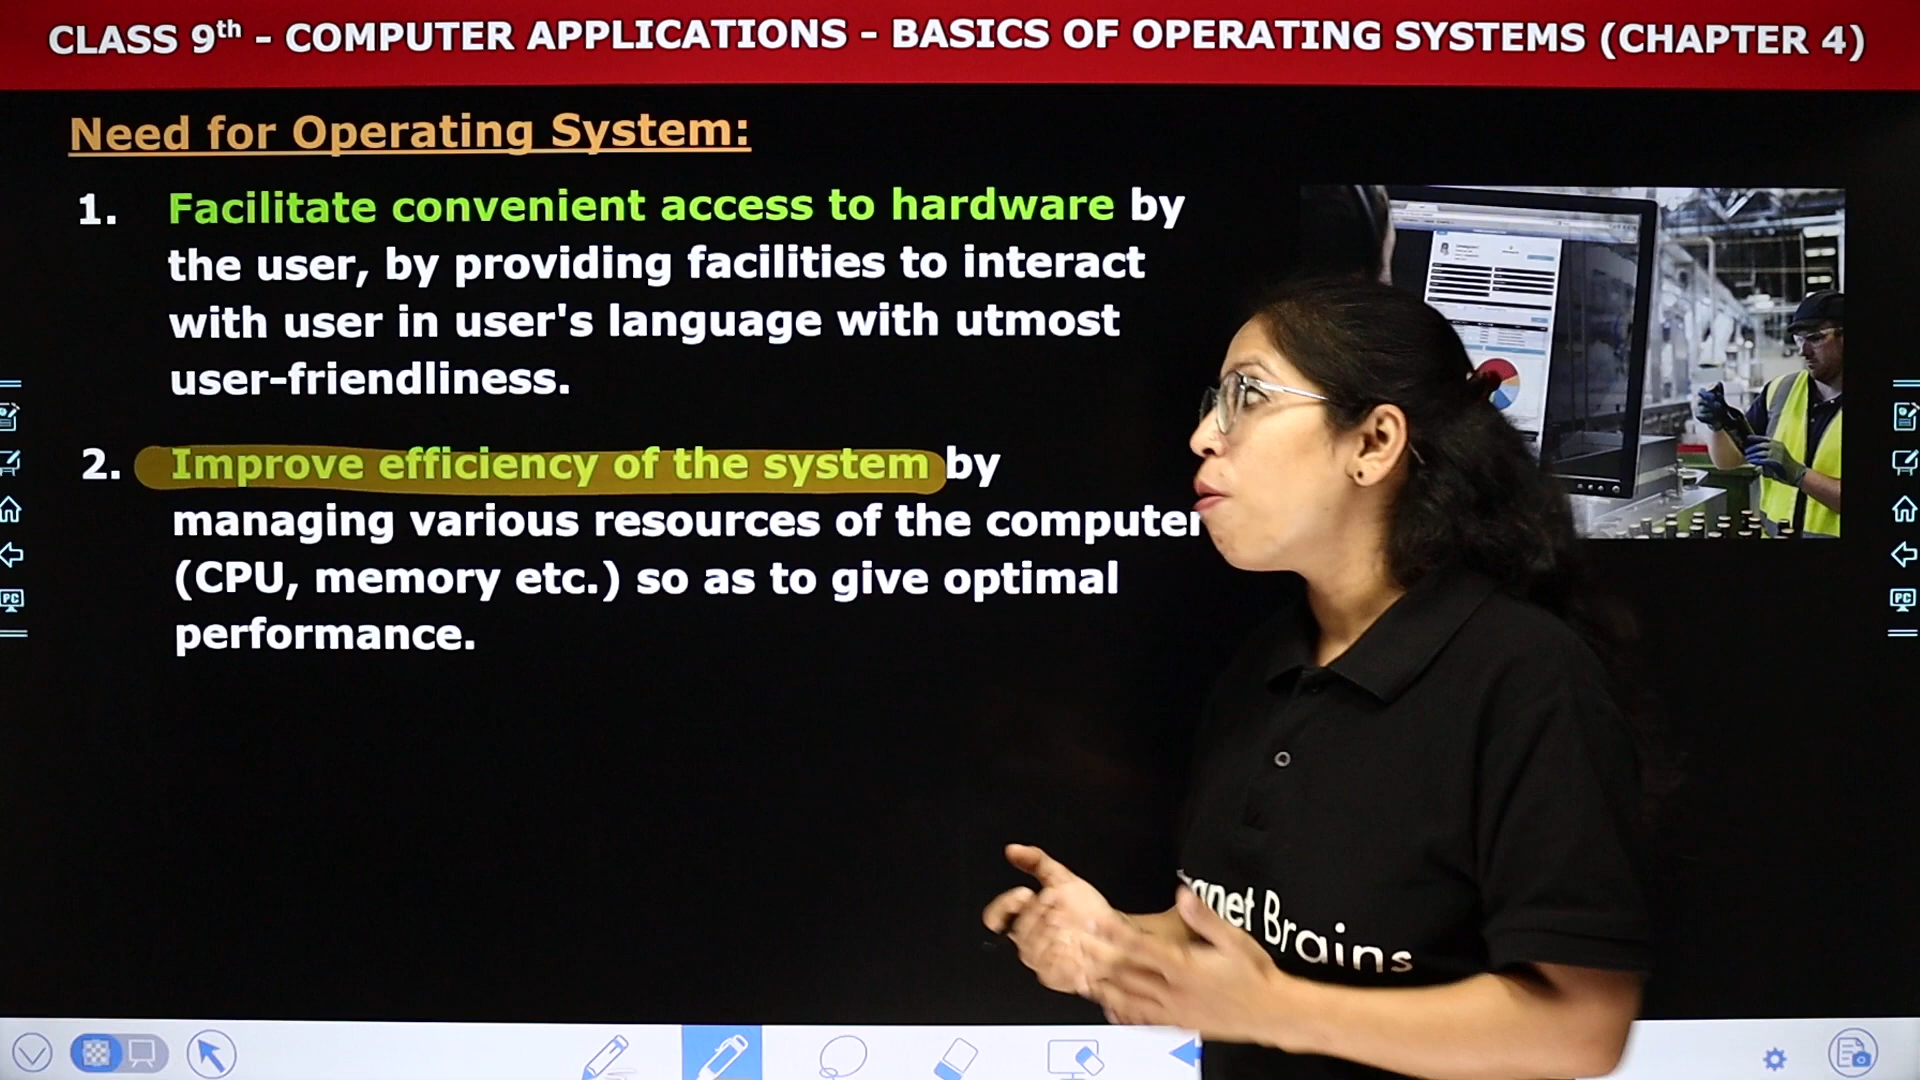 CLASS 9th - COMPUTER APPLICATIONS - BASICS OF OPERATING SYSTEMS (CHAPTER 4)
Need for Operating System:
1. Facilitate convenient access to hardware by
the user, by providing facilities to interact
with user in user's language with utmost
user-friendliness.
2. Improve efficiency of the system by
managing various resources of the computer
(CPU, memory etc.) so as to give optimal
performance.
PC
PC
Brains